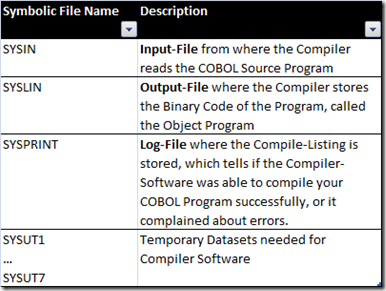 Symbolic File Name Description
SYSIN Input-File from where the Compiler
reads the COBOL Source Program
SYSLIN Output-File where the Compiler stores
the Binary Code of the Program, called
the Object Program
SYSPRINT Log-File where the Compile-Listing is
stored, which tells if the Compiler-
Software was able to compile your
COBOL Program successfully, or it
complained about errors.
SYSUT1 Temporary Datasets needed for
... Compiler Software
SYSUT7